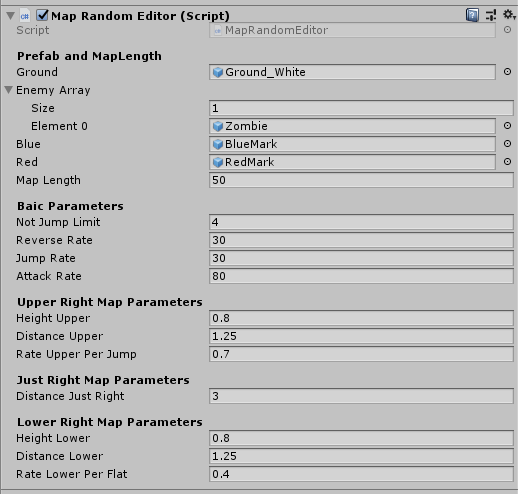 Map Random Editor (Script)
Script MapRandomEditor
Prefab and MapLength
Ground Ground_White
Enemy Array
Size 1
Element 0 Zombie
Blue BlueMark
Red RedMark
Map Length 50
Baic Parameters
Not Jump Limit 4
Reverse Rate 30
Jump Rate 30
Attack Rate 80
Upper Right Map Parameters
Height Upper 0.8
Distance Upper 1.25
Rate Upper Per Jump 0.7
Just Right Map Parameters
Distance Just Right 3
Lower Right Map Parameters
Height Lower 0.8
Distance Lower 1.25
Rate Lower Per Flat 0.4